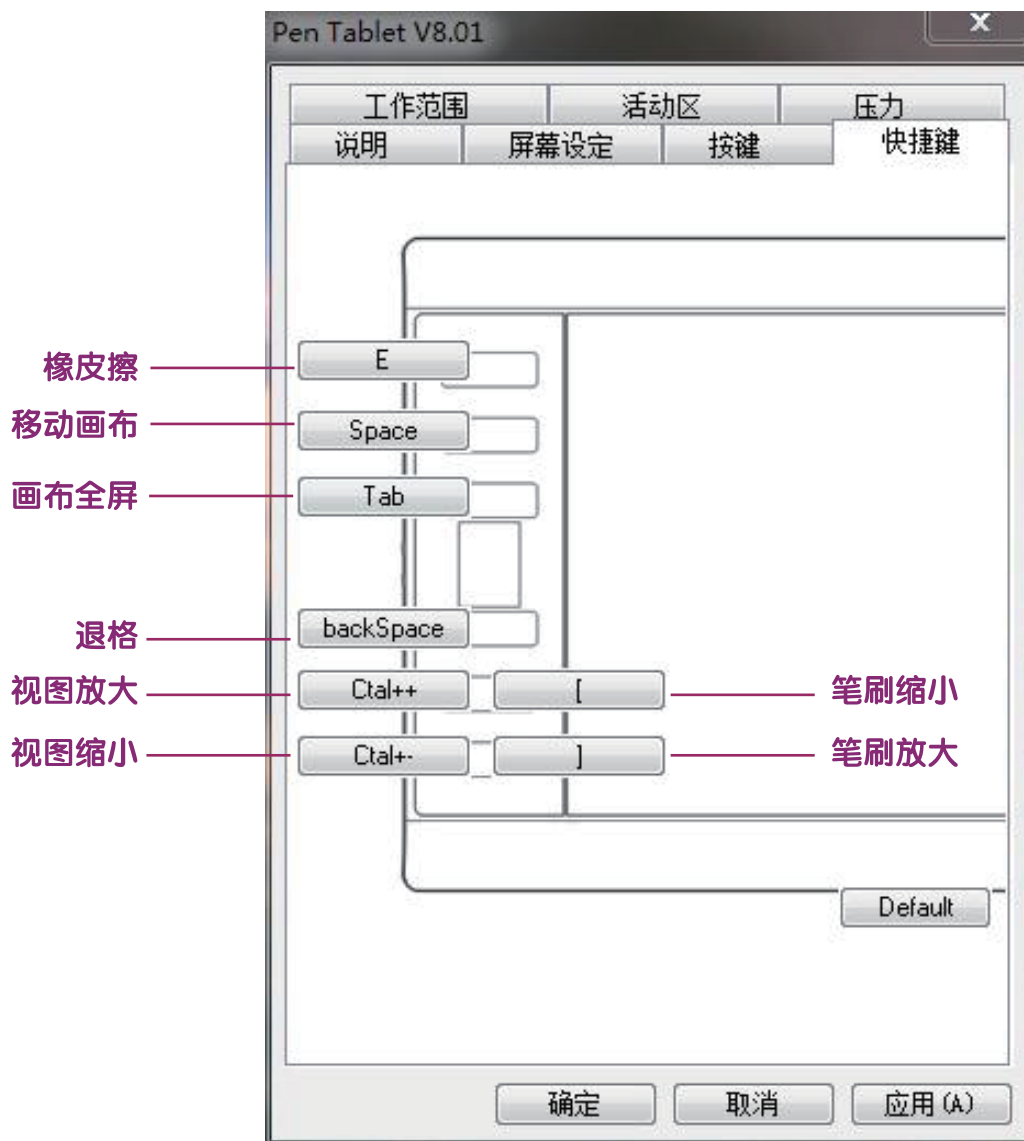 Pen Tablet V8.01
X
工作范围 活动区 压力
说明 屏幕设定 按鍵 快捷鍵
橡皮擦 E
移动画布 Space
画布全屏 Tab
退格 backSpace
视图放大 Ctal++ [ 笔刷缩小
视图缩小 Ctal+- ] 笔刷放大
Default
确定 取消 应用(A)